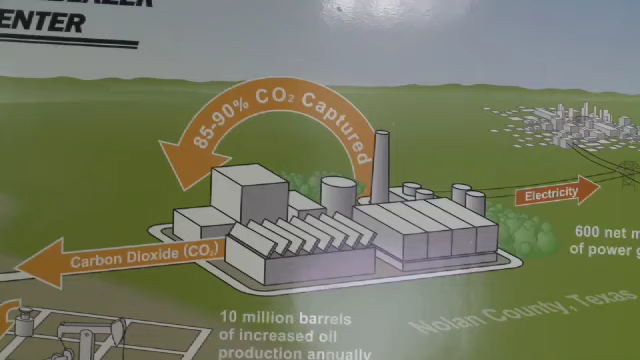 ENTER
85-90% CO₂ Captured
Electricity
Carbon Dioxide (CO₂)
600 net m
of power g
10 million barrels
of increased oil
production annually
Nolan County, Texas